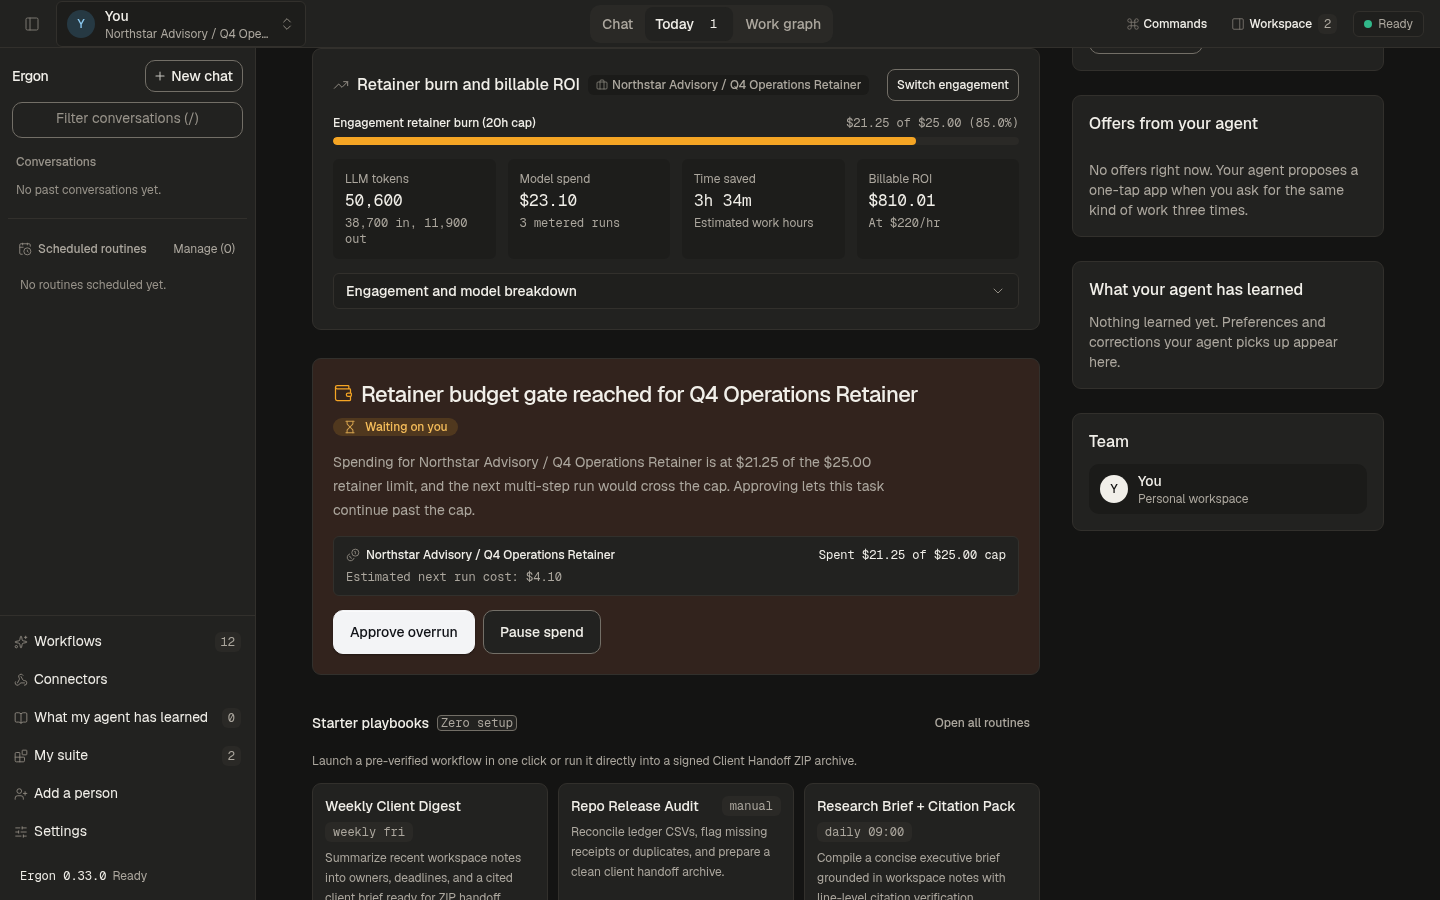 You
Northstar Advisory / Q4 Ope...
Chat
Today 1
Work graph
Commands
Workspace 2
Ready
Ergon
New chat
Filter conversations (/)
Conversations
No past conversations yet.
Scheduled routines
Manage (0)
No routines scheduled yet.
Workflows 12
Connectors
What my agent has learned 0
My suite 2
Add a person
Settings
Ergon 0.33.0 Ready
Retainer burn and billable ROI
Northstar Advisory / Q4 Operations Retainer
Switch engagement
Engagement retainer burn (20h cap)
$21.25 of $25.00 (85.0%)
LLM tokens
50,600
38,700 in, 11,900
out
Model spend
$23.10
3 metered runs
Time saved
3h 34m
Estimated work hours
Billable ROI
$810.01
At $220/hr
Engagement and model breakdown
Retainer budget gate reached for Q4 Operations Retainer
Waiting on you
Spending for Northstar Advisory / Q4 Operations Retainer is at $21.25 of the $25.00
retainer limit, and the next multi-step run would cross the cap. Approving lets this task
continue past the cap.
Northstar Advisory / Q4 Operations Retainer
Spent $21.25 of $25.00 cap
Estimated next run cost: $4.10
Approve overrun
Pause spend
Starter playbooks
Zero setup
Open all routines
Launch a pre-verified workflow in one click or run it directly into a signed Client Handoff ZIP archive.
Weekly Client Digest
weekly fri
Summarize recent workspace notes
into owners, deadlines, and a cited
client brief ready for ZIP handoff.
Repo Release Audit
manual
Reconcile ledger CSVs, flag missing
receipts or duplicates, and prepare a
clean client handoff archive.
Research Brief + Citation Pack
daily 09:00
Compile a concise executive brief
grounded in workspace notes with
line-level citation verification.
Offers from your agent
No offers right now. Your agent proposes a
one-tap app when you ask for the same
kind of work three times.
What your agent has learned
Nothing learned yet. Preferences and
corrections your agent picks up appear
here.
Team
Y
You
Personal workspace